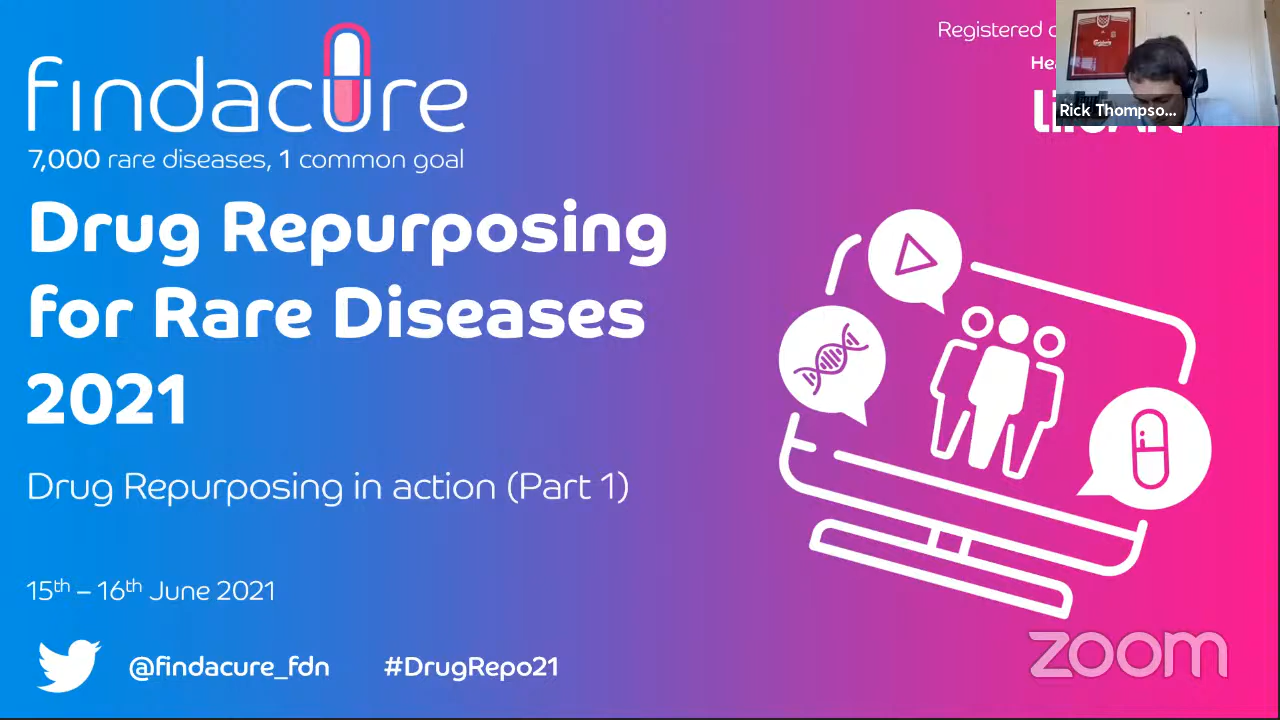 findacure
7,000 rare diseases, 1 common goal
Registered
Rick Thompso...
Drug Repurposing
for Rare Diseases
2021
Drug Repurposing in action (Part 1)
15th – 16th June 2021
@findacure_fdn #DrugRepo21
zoom